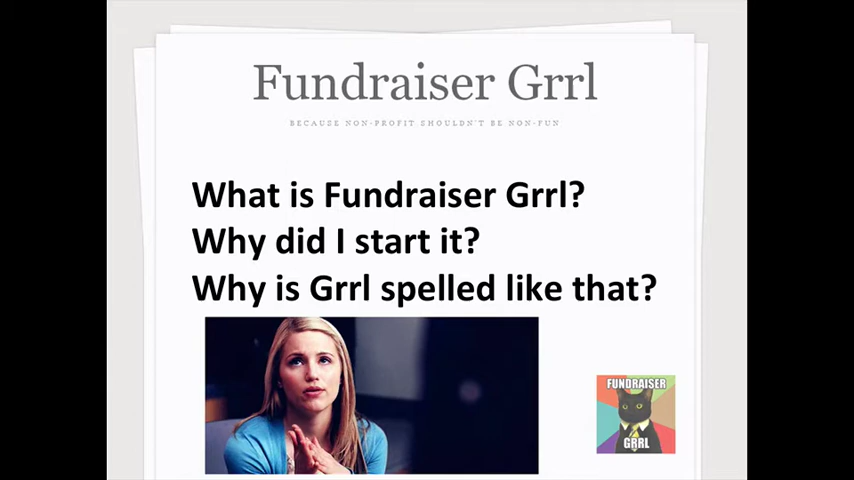 Fundraiser Grrl
BECAUSE NON-PROFIT SHOULDN'T BE NON-FUN
What is Fundraiser Grrl?
Why did I start it?
Why is Grrl spelled like that?
FUNDRAISER
GRRL